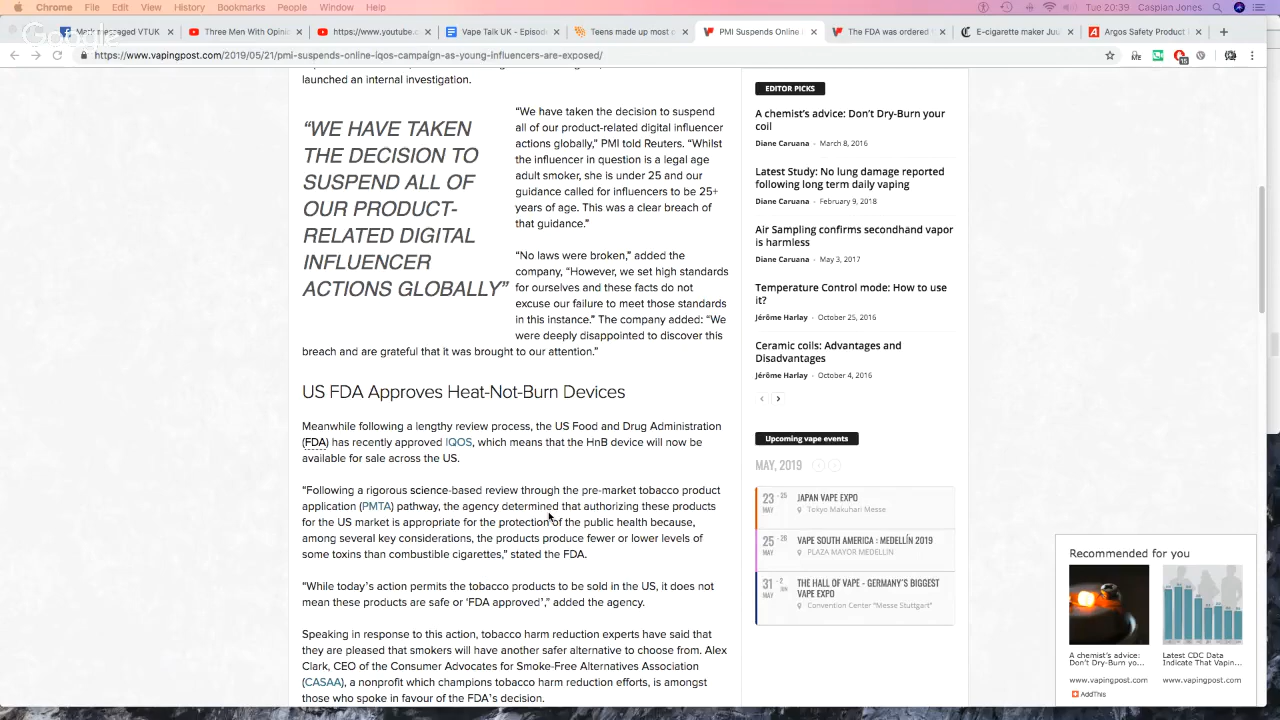 Chrome File Edit View History Bookmarks People Window Help
Tue 20:39 Caspian Jones
Google
managed VTUK
Three Men With Opini
https://www.youtube.c
Vape Talk UK - Episod
Teens made up most o
PMI Suspends Online
The FDA was ordered
E-cigarette maker Juu
Argos Safety Product
https://www.vapingpost.com/2019/05/21/pmi-suspends-online-iqos-campaign-as-young-influencers-are-exposed/
15
launched an internal investigation.
“WE HAVE TAKEN
THE DECISION TO
SUSPEND ALL OF
OUR PRODUCT-
RELATED DIGITAL
INFLUENCER
ACTIONS GLOBALLY”
“We have taken the decision to suspend
all of our product-related digital influencer
actions globally,” PMI told Reuters. “Whilst
the influencer in question is a legal age
adult smoker, she is under 25 and our
guidance called for influencers to be 25+
years of age. This was a clear breach of
that guidance.”
“No laws were broken,” added the
company, “However, we set high standards
for ourselves and these facts do not
excuse our failure to meet those standards
in this instance.” The company added: “We
were deeply disappointed to discover this
breach and are grateful that it was brought to our attention.”
US FDA Approves Heat-Not-Burn Devices
Meanwhile following a lengthy review process, the US Food and Drug Administration
(FDA) has recently approved IQOS, which means that the HnB device will now be
available for sale across the US.
“Following a rigorous science-based review through the pre-market tobacco product
application (PMTA) pathway, the agency determined that authorizing these products
for the US market is appropriate for the protection of the public health because,
among several key considerations, the products produce fewer or lower levels of
some toxins than combustible cigarettes,” stated the FDA.
“While today’s action permits the tobacco products to be sold in the US, it does not
mean these products are safe or ‘FDA approved’,” added the agency.
Speaking in response to this action, tobacco harm reduction experts have said that
they are pleased that smokers will have another safer alternative to choose from. Alex
Clark, CEO of the Consumer Advocates for Smoke-Free Alternatives Association
(CASAA), a nonprofit which champions tobacco harm reduction efforts, is amongst
those who spoke in favour of the FDA’s decision.
EDITOR PICKS
A chemist’s advice: Don’t Dry-Burn your
coil
Diane Caruana - March 8, 2016
Latest Study: No lung damage reported
following long term daily vaping
Diane Caruana - February 9, 2018
Air Sampling confirms secondhand vapor
is harmless
Diane Caruana - May 3, 2017
Temperature Control mode: How to use
it?
Jérôme Harlay - October 25, 2016
Ceramic coils: Advantages and
Disadvantages
Jérôme Harlay - October 4, 2016
Upcoming vape events
MAY, 2019
23 - 25 MAY
JAPAN VAPE EXPO
Tokyo Makuhari Messe
25 - 26 MAY
VAPE SOUTH AMERICA : MEDELLÍN 2019
PLAZA MAYOR MEDELLIN
31 - 2 MAY JUN
THE HALL OF VAPE - GERMANY´S BIGGEST
VAPE EXPO
Convention Center "Messe Stuttgart"
Recommended for you
A chemist's advice:
Don't Dry-Burn yo...
www.vapingpost.com
Latest CDC Data
Indicate That Vapin...
www.vapingpost.com
AddThis